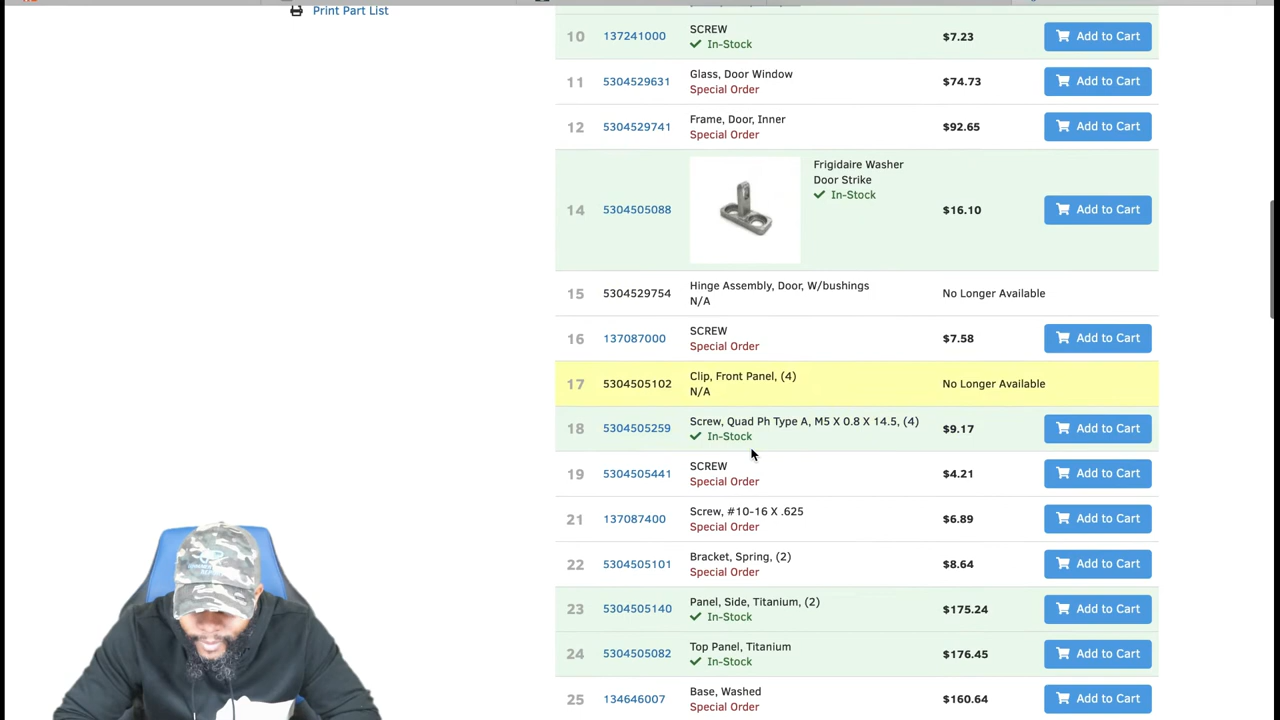 Print Part List
10 137241000 SCREW $7.23 Add to Cart
In-Stock
11 5304529631 Glass, Door Window $74.73 Add to Cart
Special Order
12 5304529741 Frame, Door, Inner $92.65 Add to Cart
Special Order
14 5304505088 Frigidaire Washer $16.10 Add to Cart
Door Strike
In-Stock
15 5304529754 Hinge Assembly, Door, W/bushings No Longer Available
N/A
16 137087000 SCREW $7.58 Add to Cart
Special Order
17 5304505102 Clip, Front Panel, (4) No Longer Available
N/A
18 5304505259 Screw, Quad Ph Type A, M5 X 0.8 X 14.5, (4) $9.17 Add to Cart
In-Stock
19 5304505441 SCREW $4.21 Add to Cart
Special Order
21 137087400 Screw, #10-16 X .625 $6.89 Add to Cart
Special Order
22 5304505101 Bracket, Spring, (2) $8.64 Add to Cart
Special Order
23 5304505140 Panel, Side, Titanium, (2) $175.24 Add to Cart
In-Stock
24 5304505082 Top Panel, Titanium $176.45 Add to Cart
In-Stock
25 134646007 Base, Washed $160.64 Add to Cart
Special Order